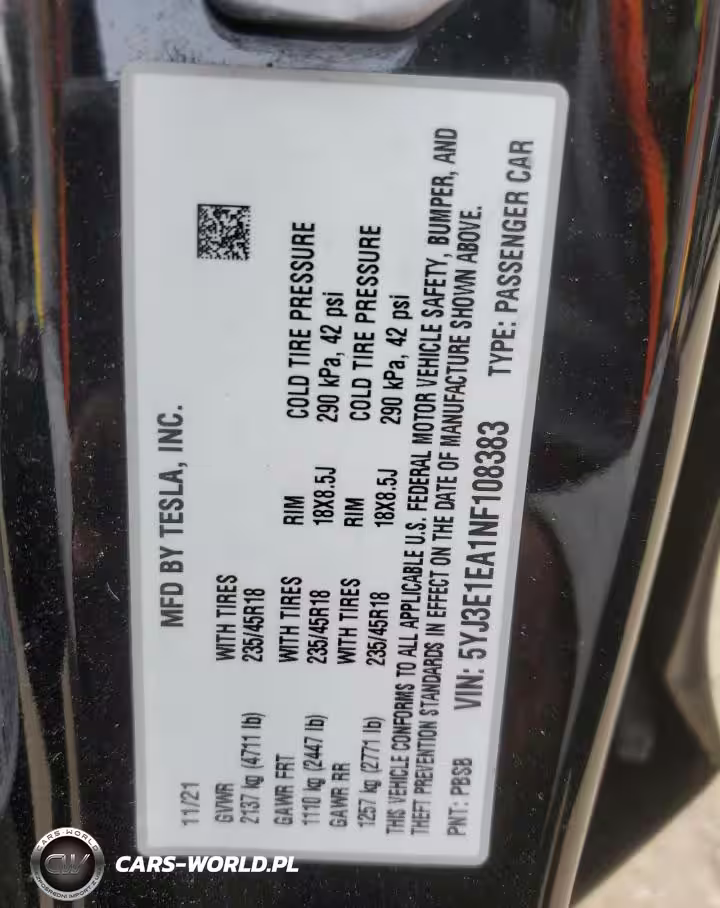 MFD BY TESLA, INC.
11/21
GVWR WITH TIRES
2137 kg (4711 lb) 235/45R18
GAWR FRT WITH TIRES RIM COLD TIRE PRESSURE
1110 kg (2447 lb) 235/45R18 18X8.5J 290 kPa, 42 psi
GAWR RR WITH TIRES RIM COLD TIRE PRESSURE
1257 kg (2771 lb) 235/45R18 18X8.5J 290 kPa, 42 psi
THIS VEHICLE CONFORMS TO ALL APPLICABLE U.S. FEDERAL MOTOR VEHICLE SAFETY, BUMPER, AND
THEFT PREVENTION STANDARDS IN EFFECT ON THE DATE OF MANUFACTURE SHOWN ABOVE.
PNT: PBSB VIN: 5YJ3E1EA1NF108383 TYPE: PASSENGER CAR
CARS-WORLD
CW
CARS-WORLD.PL